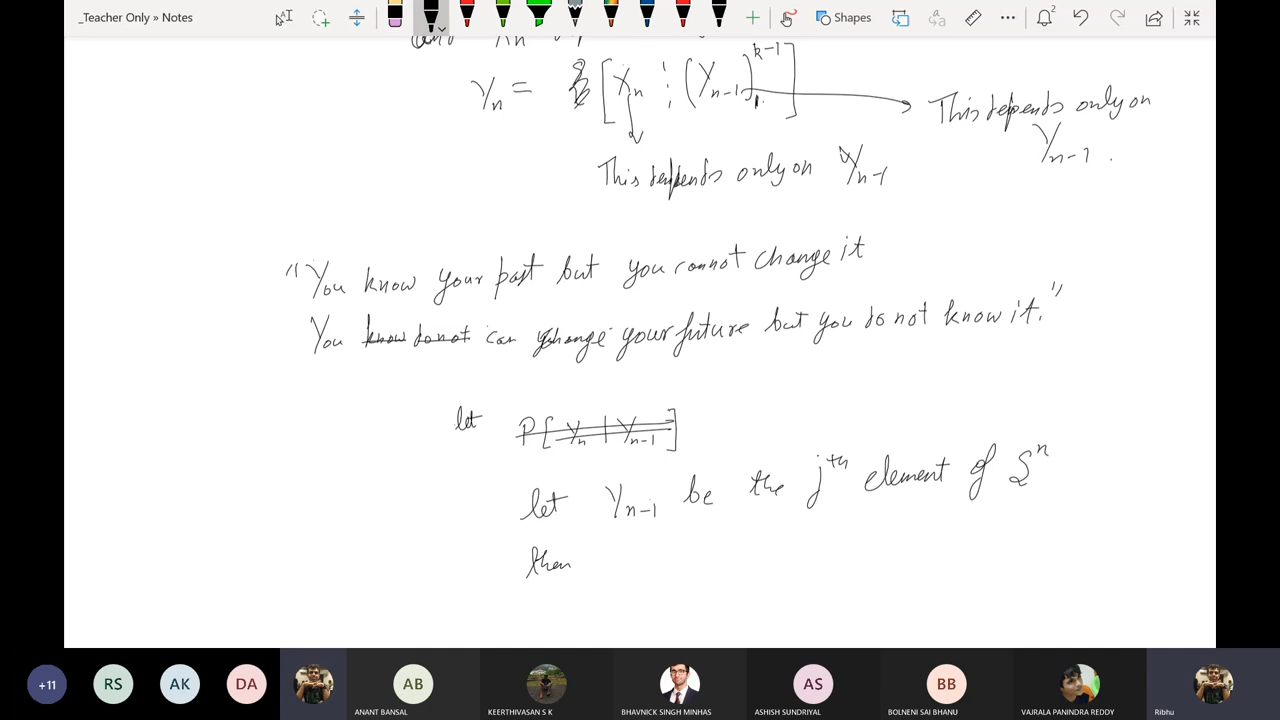 _Teacher Only » Notes
Shapes
Yn = [Xn : (Yn-1)1 k-1]
This depends only on Yn-1
This depends only on Yn-1.
"You know your past but you cannot change it
You know do not can change your future but you do not know it."
let P[Yn | Yn-1]
let Yn-1 be the jth element of Sⁿ
then
+11 RS AK DA AB AS BB
ANANT BANSAL KEERTHIVASAN S K BHAVNICK SINGH MINHAS ASHISH SUNDRIYAL BOLNENI SAI BHANU VAJRALA PANINDRA REDDY Ribhu